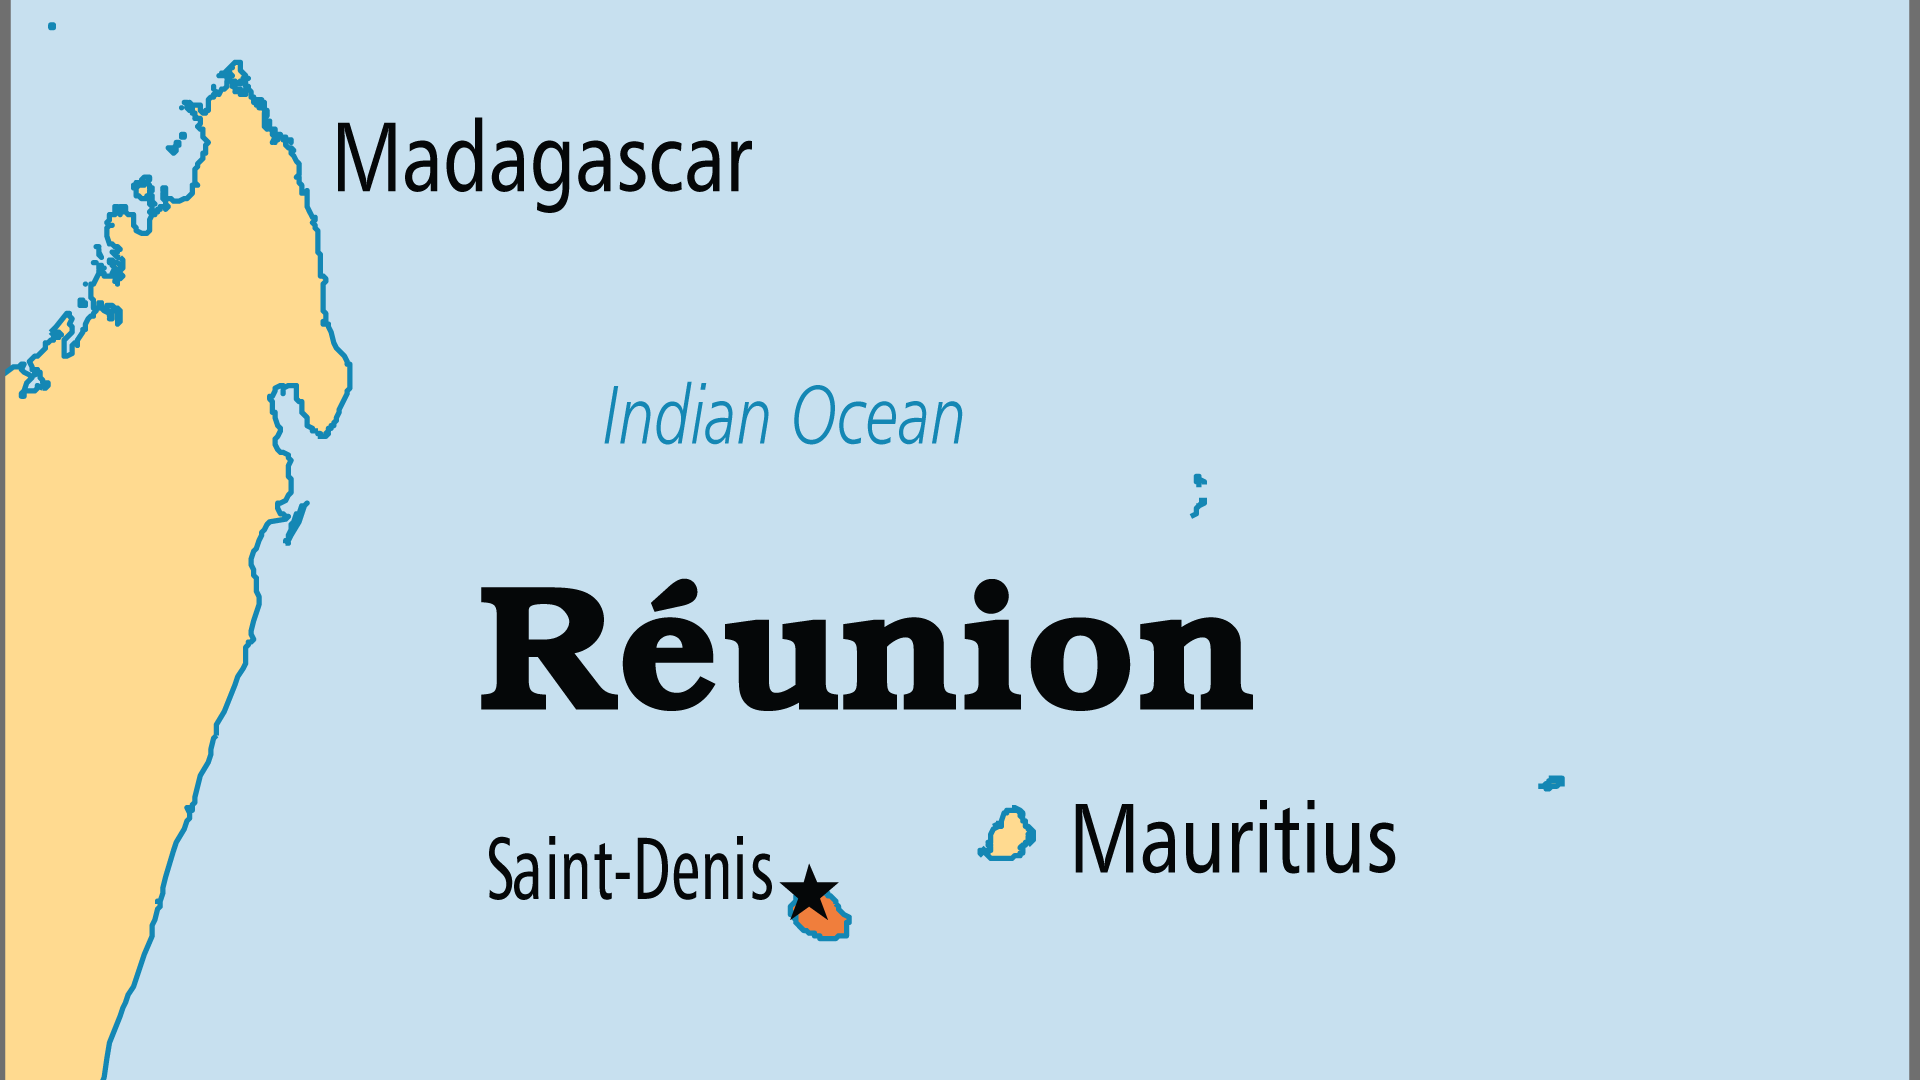 Madagascar
Indian Ocean
Réunion
Mauritius
Saint-Denis